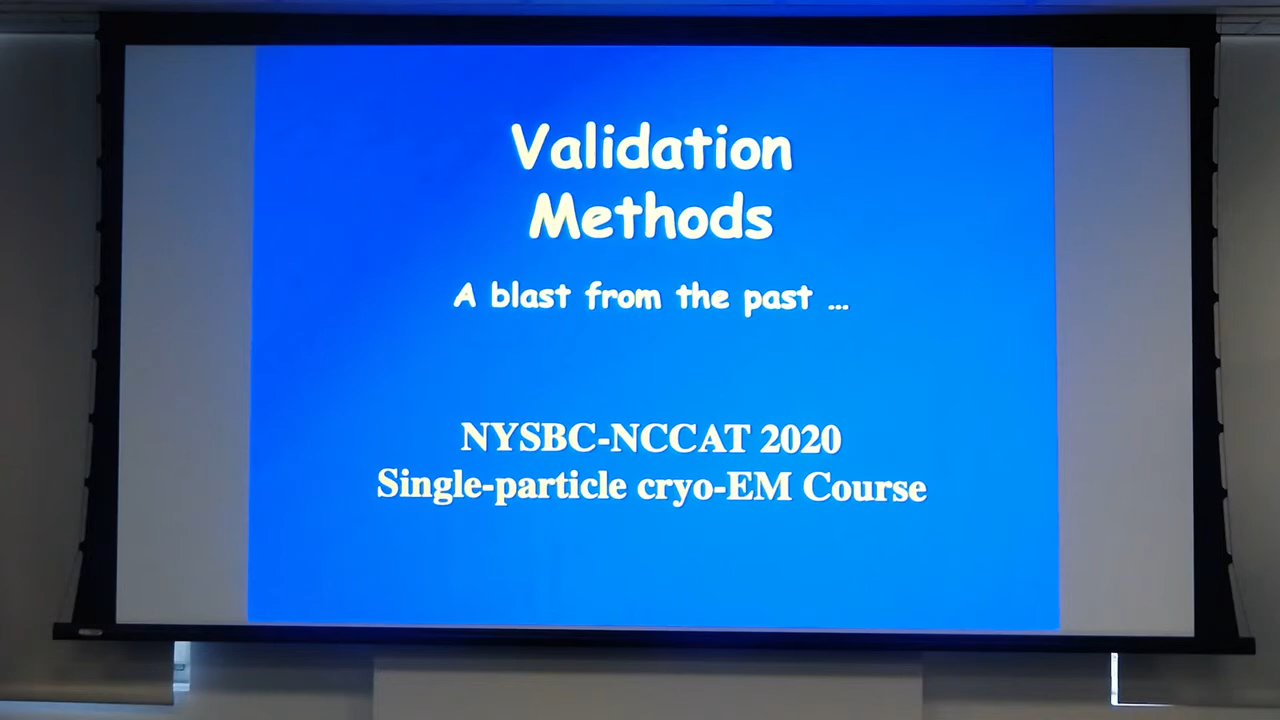 Validation
Methods
A blast from the past ...
NYSBC-NCCAT 2020
Single-particle cryo-EM Course